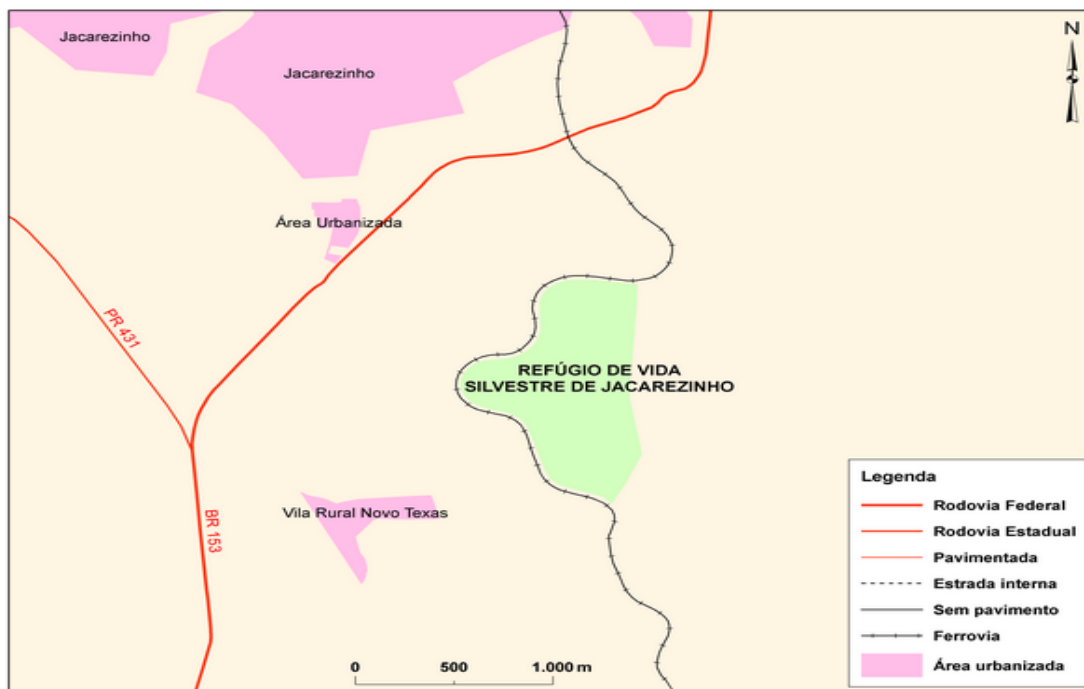 Jacarezinho
Jacarezinho
N
Área Urbanizada
PR 431
REFÚGIO DE VIDA
SILVESTRE DE JACAREZINHO
Vila Rural Novo Texas
BR 153
0 500 1.000 m
Legenda
Rodovia Federal
Rodovia Estadual
Pavimentada
Estrada interna
Sem pavimento
Ferrovia
Área urbanizada